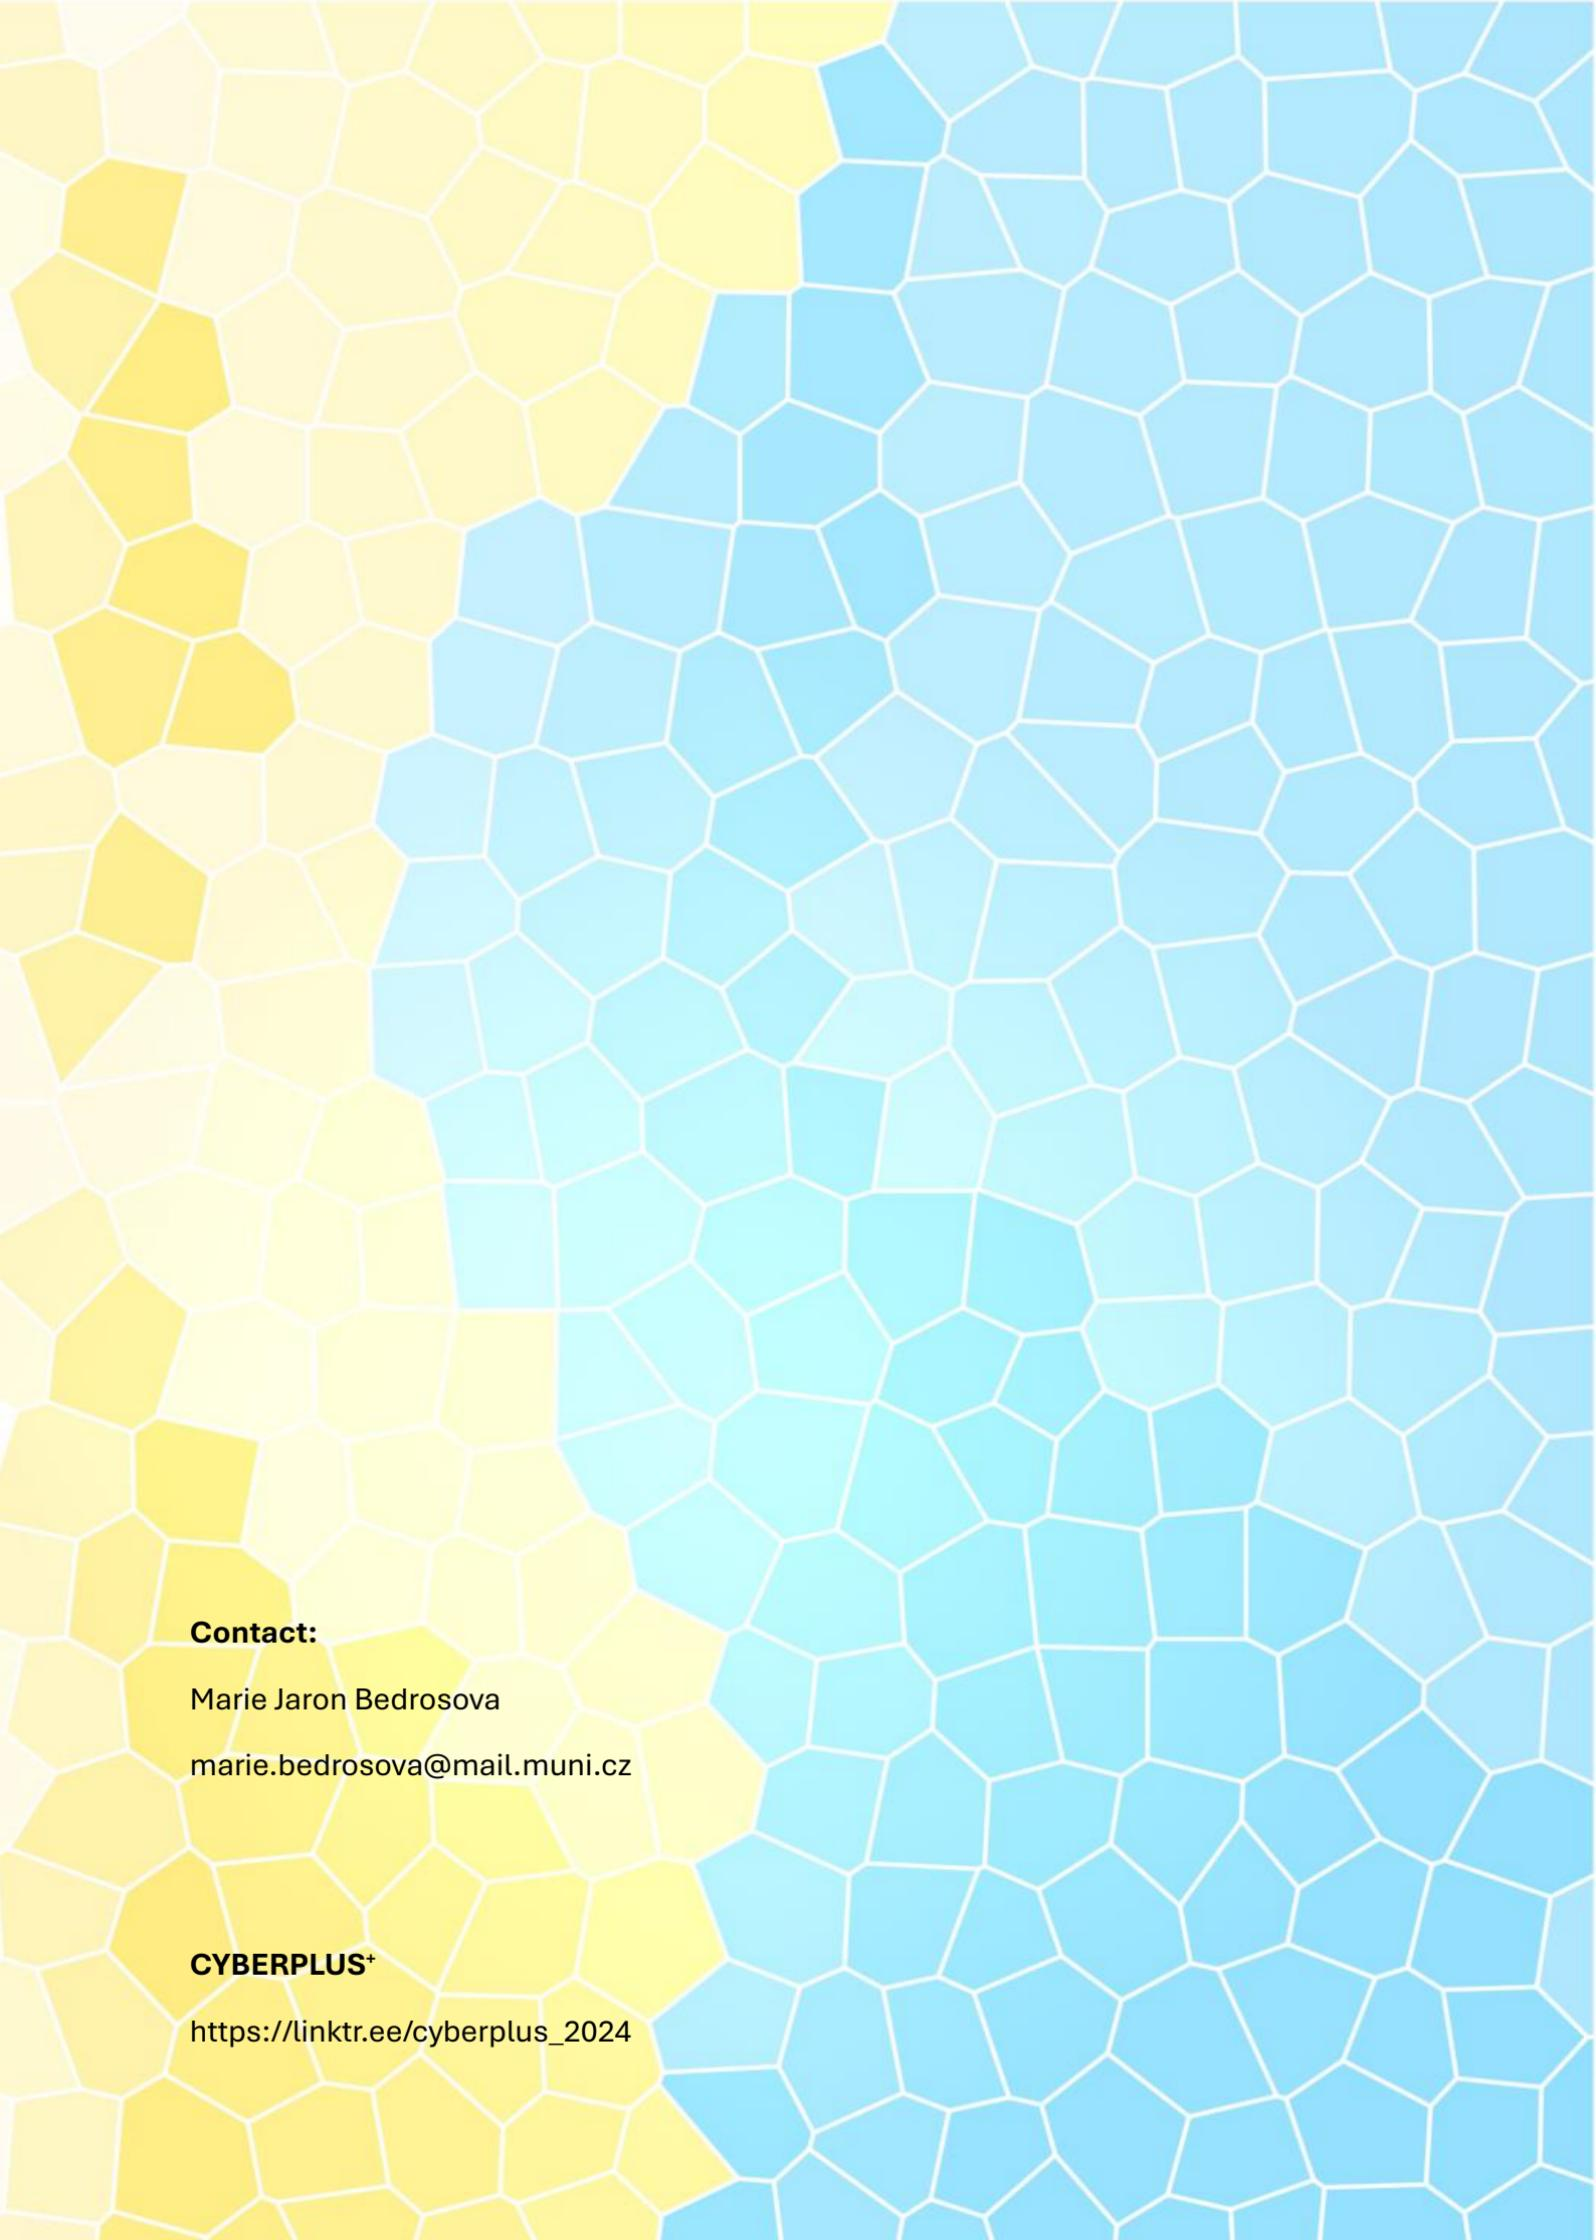 Contact:
Marie Jaron Bedrosova
marie.bedrosova@mail.muni.cz
CYBERPLUS⁺
https://linktr.ee/cyberplus_2024